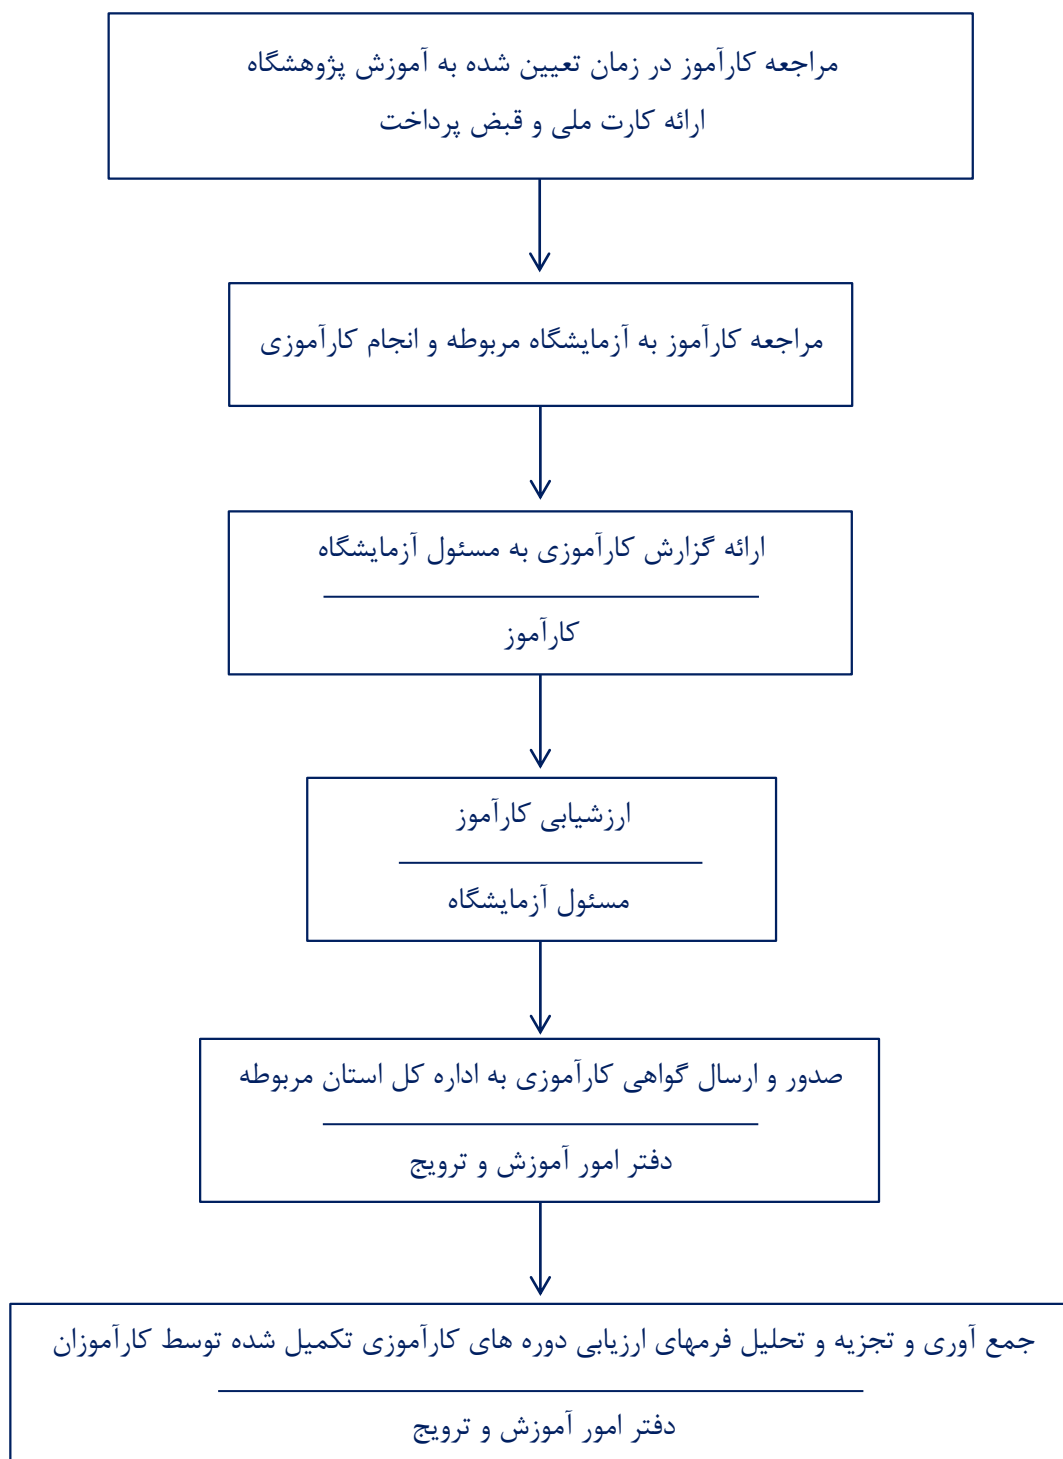 مراجعه کارآموز در زمان تعیین شده به آموزش پژوهشگاه
ارائه کارت ملی و قبض پرداخت
مراجعه کارآموز به آزمایشگاه مربوطه و انجام کارآموزی
ارائه گزارش کارآموزی به مسئول آزمایشگاه
کارآموز
ارزشیابی کارآموز
مسئول آزمایشگاه
صدور و ارسال گواهی کارآموزی به اداره کل استان مربوطه
دفتر امور آموزش و ترویج
جمع آوری و تجزیه و تحلیل فرمهای ارزیابی دوره های کارآموزی تکمیل شده توسط کارآموزان
دفتر امور آموزش و ترویج